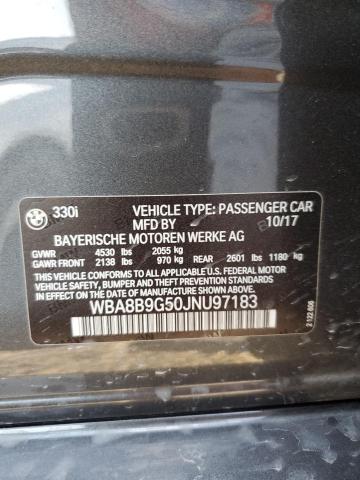 BMW
330i VEHICLE TYPE: PASSENGER CAR
MFD BY 10/17
BAYERISCHE MOTOREN WERKE AG
GVWR 4530 lbs 2055 kg
GAWR FRONT 2138 lbs 970 kg REAR 2601 lbs 1180 kg
THIS VEHICLE CONFORMS TO ALL APPLICABLE
FEDERAL MOTOR VEHICLE SAFETY, BUMPER
AND THEFT PREVENTION STANDARDS IN EFFECT
ON THE DATE OF MANUFACTURE SHOWN ABOVE.
WBA8B9G50JNU97183